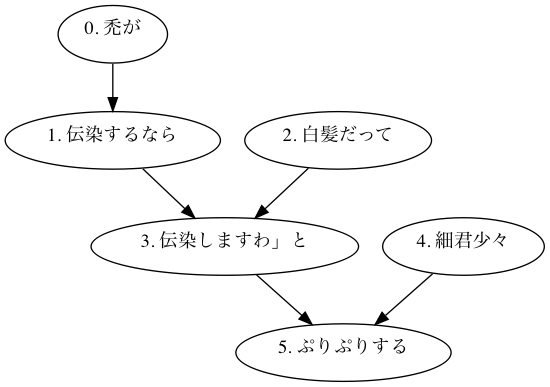 0. 禿が
1. 伝染するなら
2. 白髪だって
3. 伝染しますわ」と
4. 細君少々
5. ぷりぷりする